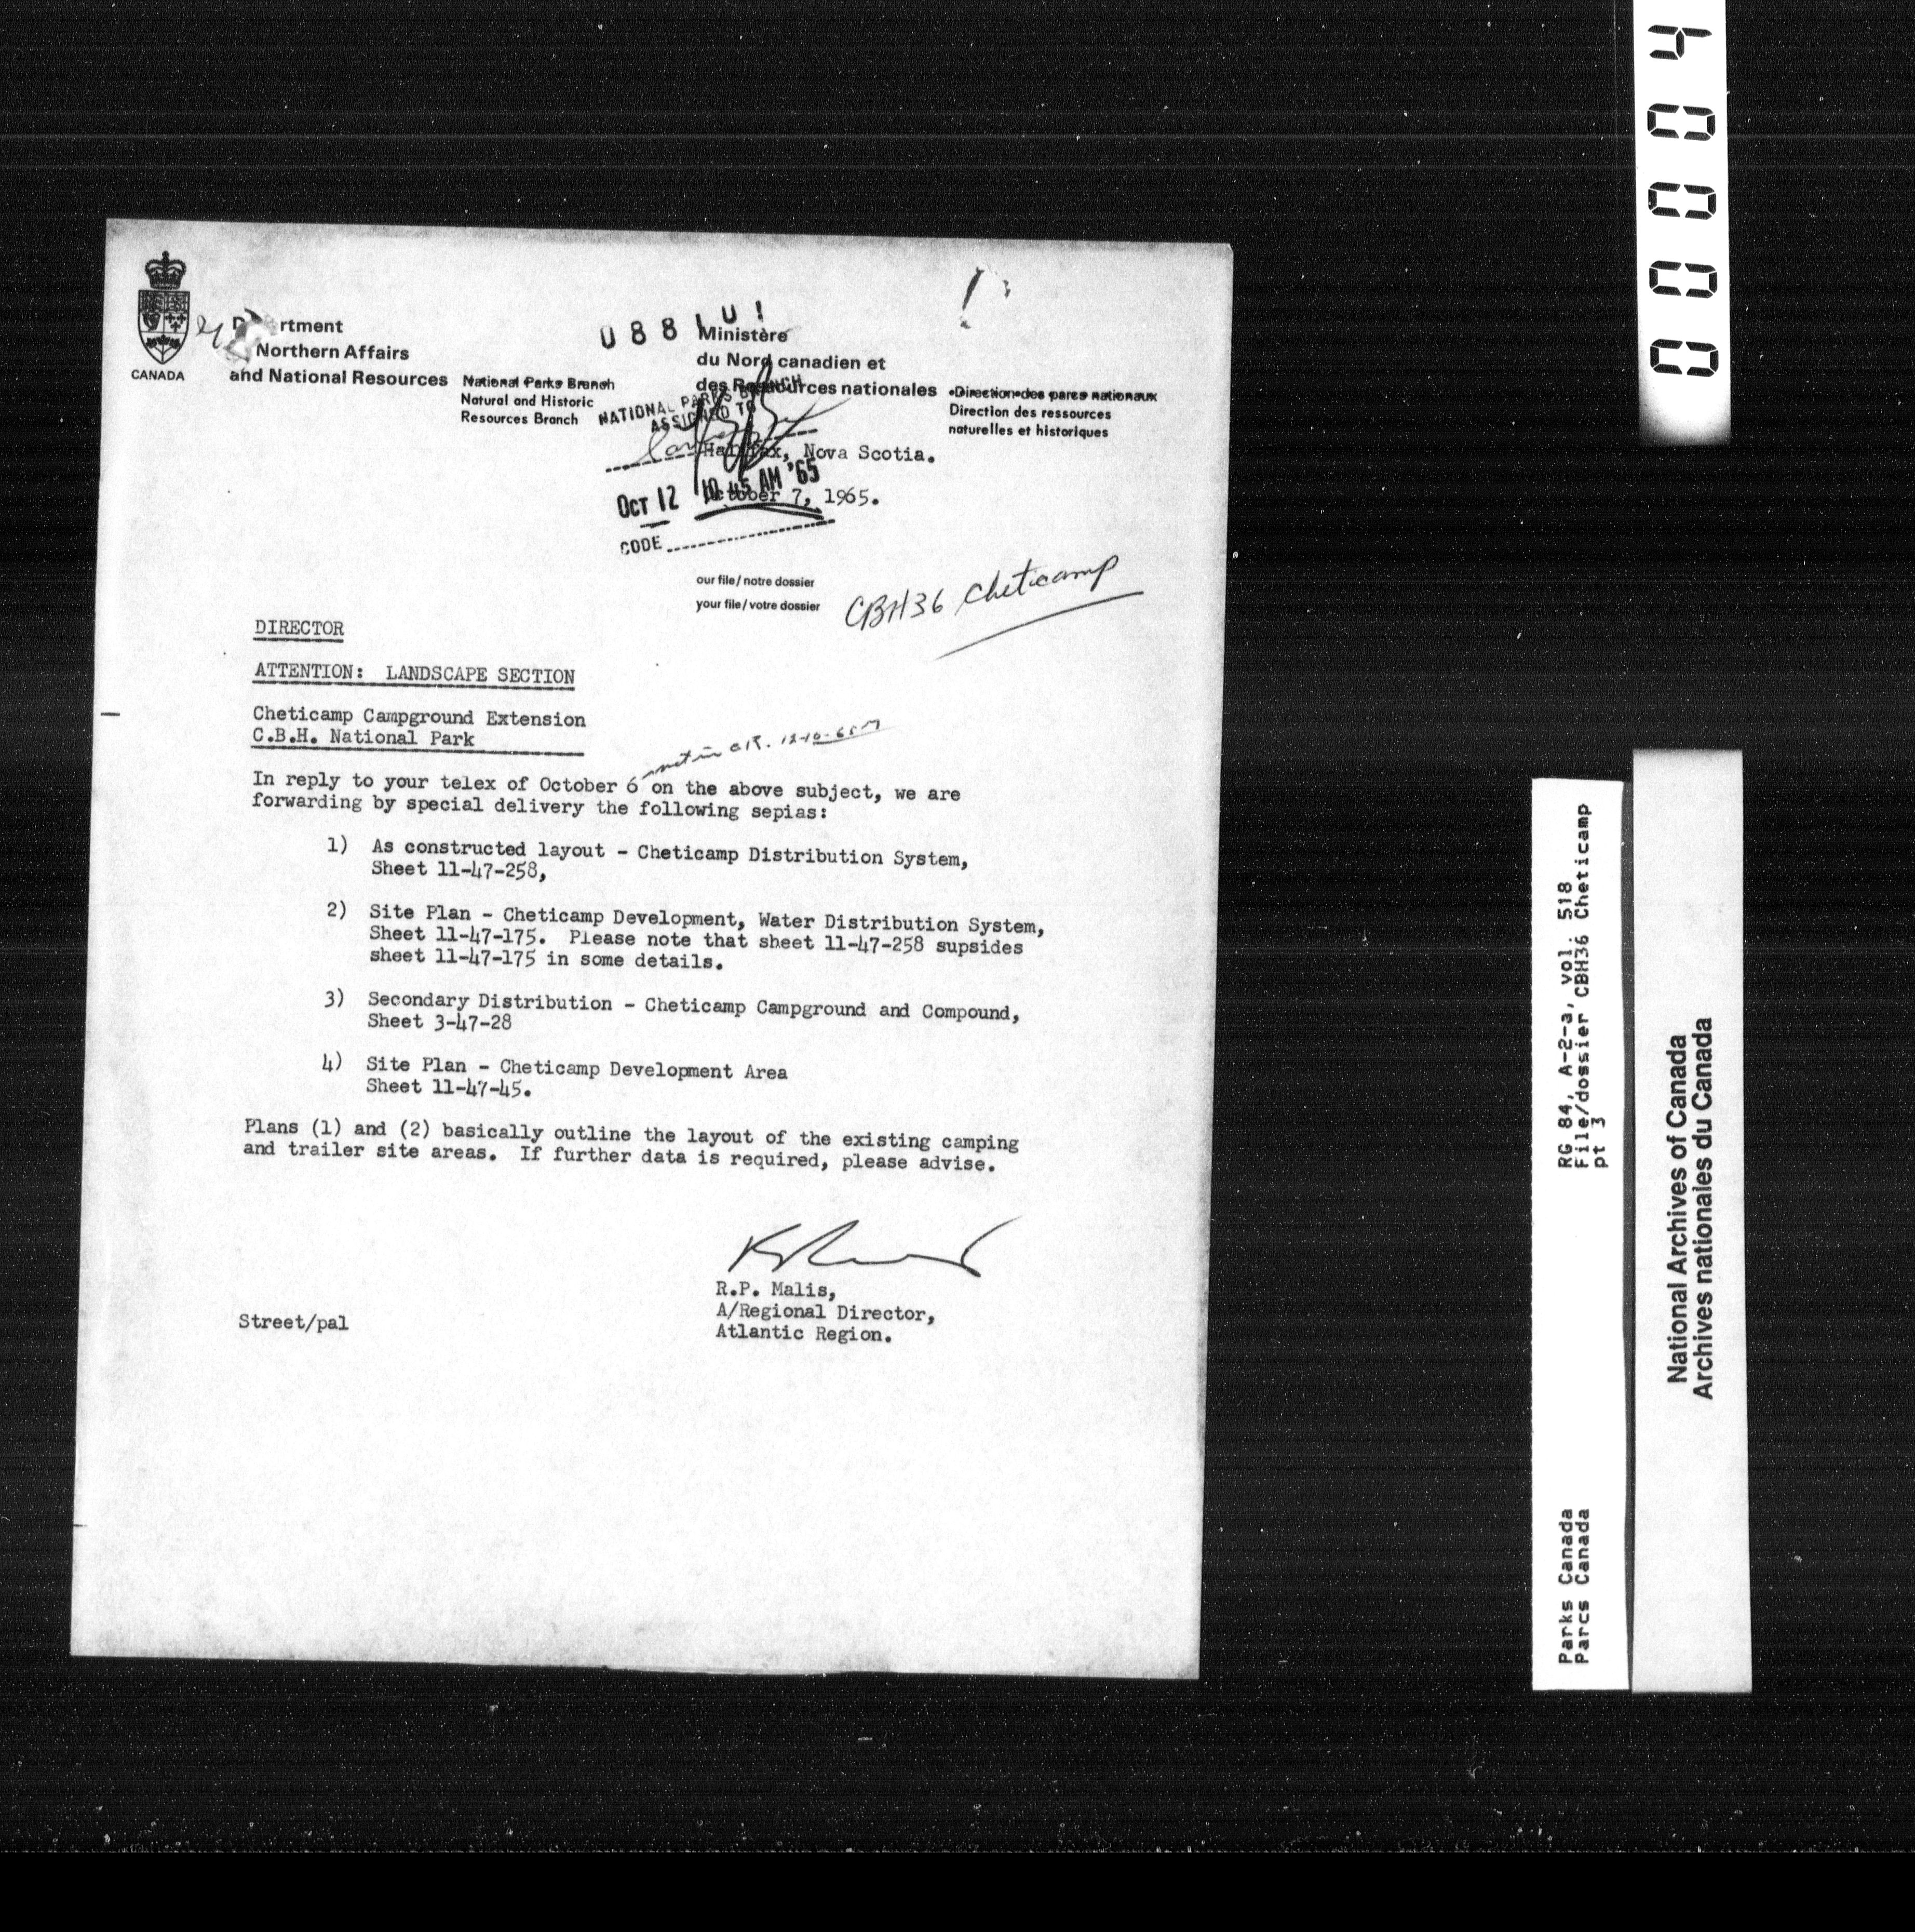 CANADA
rtment
Northern Affairs
and National Resources
National Parks Branch
Natural and Historic
Resources Branch
Ministère
du Nord canadien et
des Ressources nationales
Direction des parcs nationaux
Direction des ressources
naturelles et historiques
NATIONAL PARKS BRANCH
ASSIGNED TO
Halifax, Nova Scotia.
OCT 12 10 45 AM '65
October 7, 1965.
CODE
our file/notre dossier
your file/votre dossier
CBH36 Cheticamp
DIRECTOR
ATTENTION: LANDSCAPE SECTION
Cheticamp Campground Extension
C.B.H. National Park
In reply to your telex of October 6 on the above subject, we are
forwarding by special delivery the following sepias:
1) As constructed layout - Cheticamp Distribution System,
Sheet 11-47-258,
2) Site Plan - Cheticamp Development, Water Distribution System,
Sheet 11-47-175. Please note that sheet 11-47-258 supsides
sheet 11-47-175 in some details.
3) Secondary Distribution - Cheticamp Campground and Compound,
Sheet 3-47-28
4) Site Plan - Cheticamp Development Area
Sheet 11-47-45.
Plans (1) and (2) basically outline the layout of the existing camping
and trailer site areas. If further data is required, please advise.
R.P. Malis,
A/Regional Director,
Atlantic Region.
Street/pal
00004
RG 84, A-2-a, vol. 518
File/dossier CBH36 Cheticamp
pt 3
Parks Canada
Parcs Canada
National Archives of Canada
Archives nationales du Canada